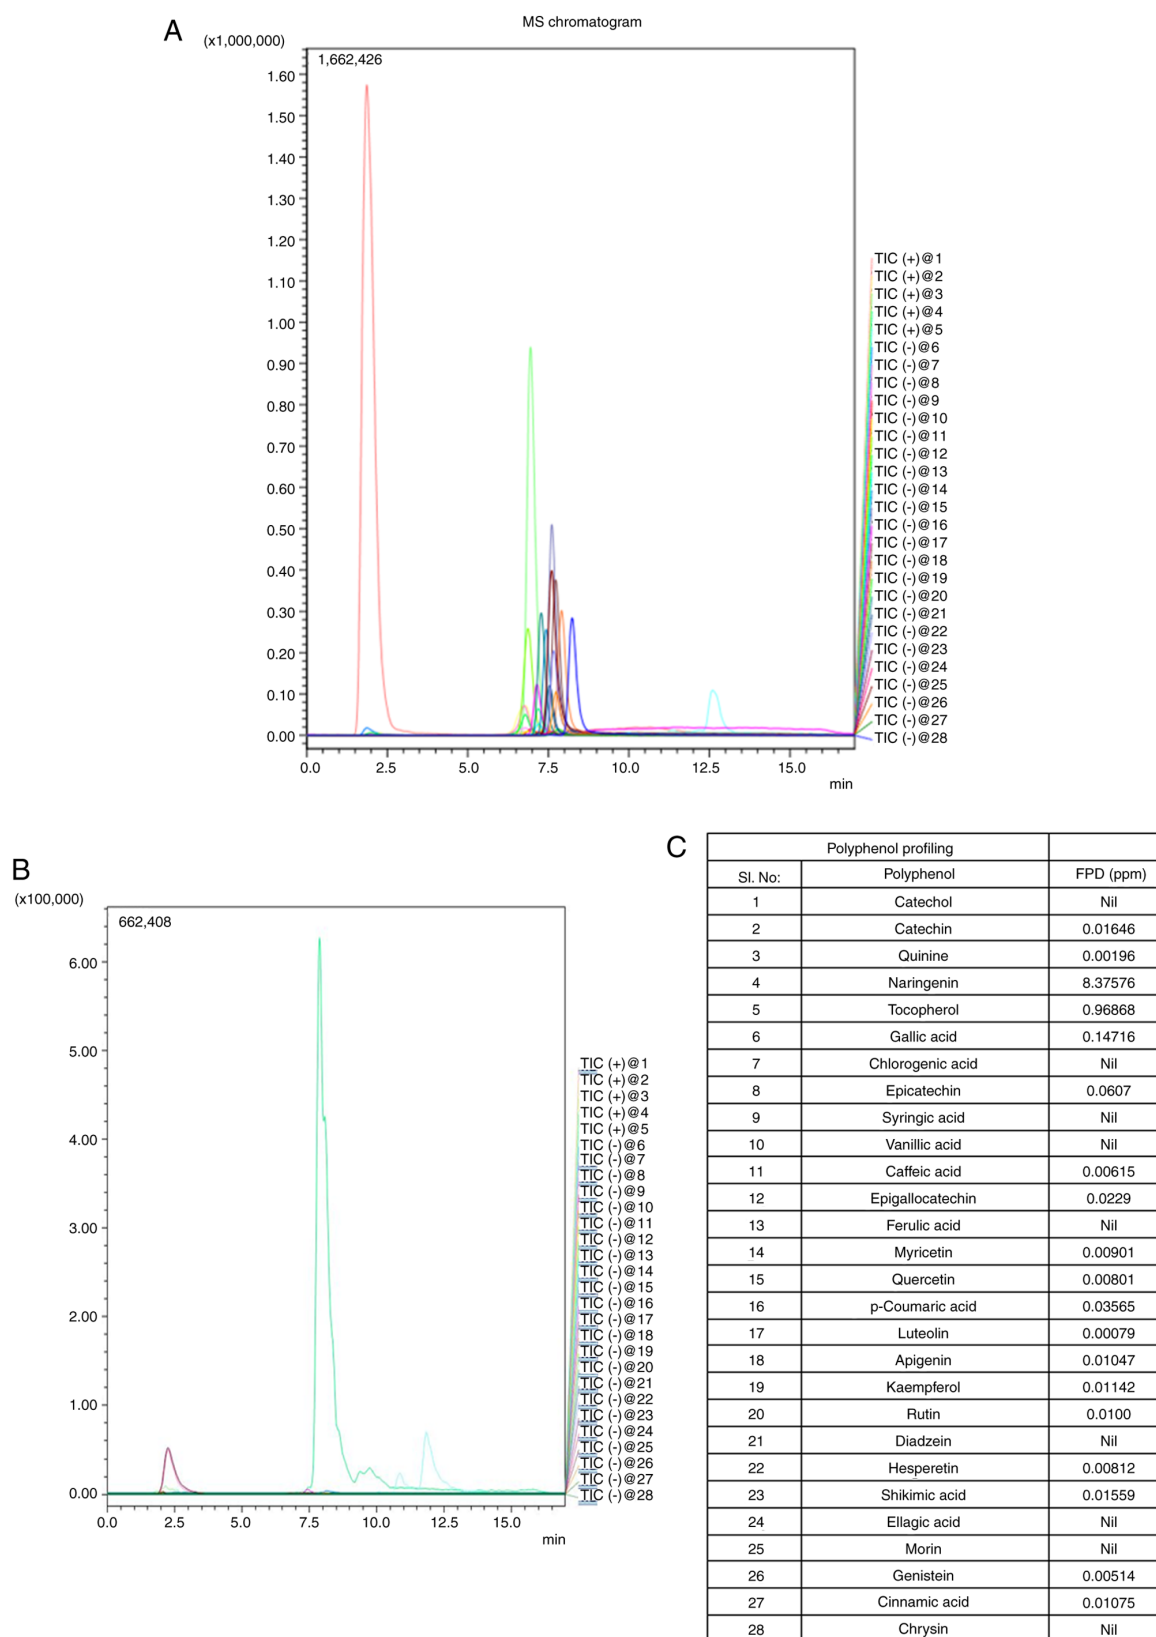 A
MS chromatogram
(x1,000,000)
1,662,426
1.60
1.50
1.40
1.30
1.20
1.10
1.00
0.90
0.80
0.70
0.60
0.50
0.40
0.30
0.20
0.10
0.00
0.0 2.5 5.0 7.5 10.0 12.5 15.0
min
TIC (+)@1
TIC (+)@2
TIC (+)@3
TIC (+)@4
TIC (+)@5
TIC (-)@6
TIC (-)@7
TIC (-)@8
TIC (-)@9
TIC (-)@10
TIC (-)@11
TIC (-)@12
TIC (-)@13
TIC (-)@14
TIC (-)@15
TIC (-)@16
TIC (-)@17
TIC (-)@18
TIC (-)@19
TIC (-)@20
TIC (-)@21
TIC (-)@22
TIC (-)@23
TIC (-)@24
TIC (-)@25
TIC (-)@26
TIC (-)@27
TIC (-)@28
B
(x100,000)
662,408
6.00
5.00
4.00
3.00
2.00
1.00
0.00
0.0 2.5 5.0 7.5 10.0 12.5 15.0
min
TIC (+)@1
TIC (+)@2
TIC (+)@3
TIC (+)@4
TIC (+)@5
TIC (-)@6
TIC (-)@7
TIC (-)@8
TIC (-)@9
TIC (-)@10
TIC (-)@11
TIC (-)@12
TIC (-)@13
TIC (-)@14
TIC (-)@15
TIC (-)@16
TIC (-)@17
TIC (-)@18
TIC (-)@19
TIC (-)@20
TIC (-)@21
TIC (-)@22
TIC (-)@23
TIC (-)@24
TIC (-)@25
TIC (-)@26
TIC (-)@27
TIC (-)@28
C
Polyphenol profiling
Sl. No: Polyphenol FPD (ppm)
1 Catechol Nil
2 Catechin 0.01646
3 Quinine 0.00196
4 Naringenin 8.37576
5 Tocopherol 0.96868
6 Gallic acid 0.14716
7 Chlorogenic acid Nil
8 Epicatechin 0.0607
9 Syringic acid Nil
10 Vanillic acid Nil
11 Caffeic acid 0.00615
12 Epigallocatechin 0.0229
13 Ferulic acid Nil
14 Myricetin 0.00901
15 Quercetin 0.00801
16 p-Coumaric acid 0.03565
17 Luteolin 0.00079
18 Apigenin 0.01047
19 Kaempferol 0.01142
20 Rutin 0.0100
21 Diadzein Nil
22 Hesperetin 0.00812
23 Shikimic acid 0.01559
24 Ellagic acid Nil
25 Morin Nil
26 Genistein 0.00514
27 Cinnamic acid 0.01075
28 Chrysin Nil